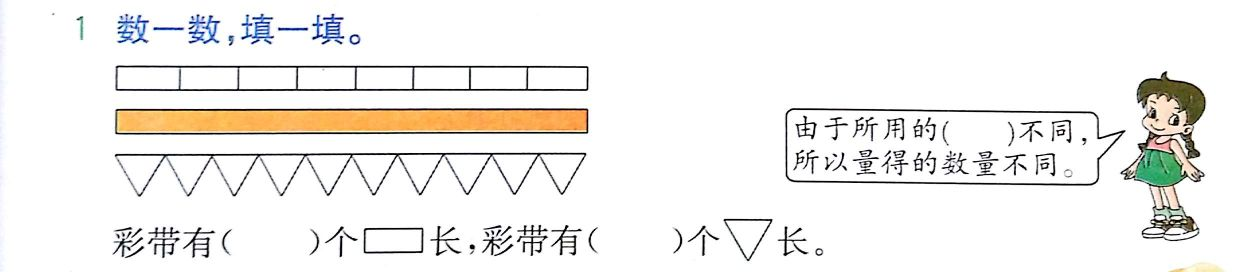 1 数一数,填一填。
由于所用的(　　)不同,
所以量得的数量不同。
彩带有(　　)个▭长,彩带有(　　)个▽长。